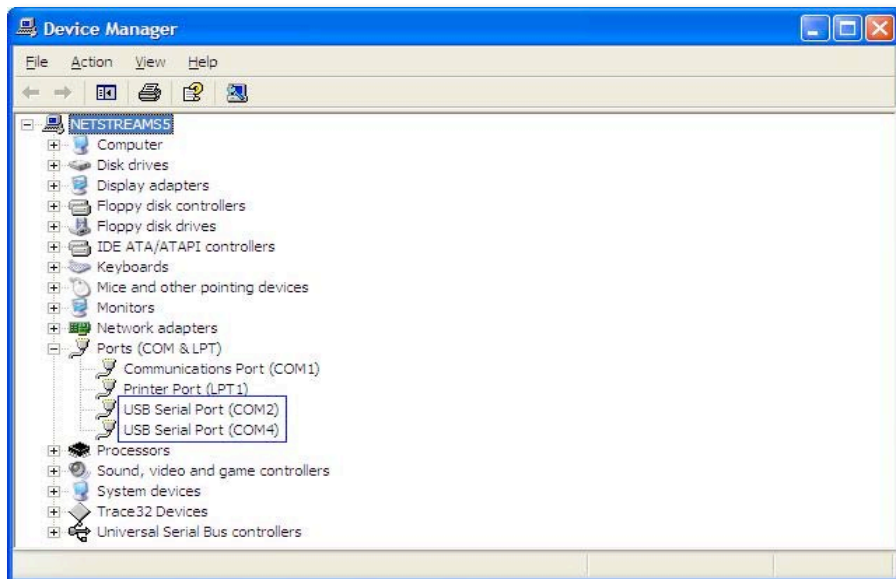 Device Manager
File Action View Help
NETSTREAMS5
Computer
Disk drives
Display adapters
Floppy disk controllers
Floppy disk drives
IDE ATA/ATAPI controllers
Keyboards
Mice and other pointing devices
Monitors
Network adapters
Ports (COM & LPT)
Communications Port (COM1)
Printer Port (LPT1)
USB Serial Port (COM2)
USB Serial Port (COM4)
Processors
Sound, video and game controllers
System devices
Trace32 Devices
Universal Serial Bus controllers